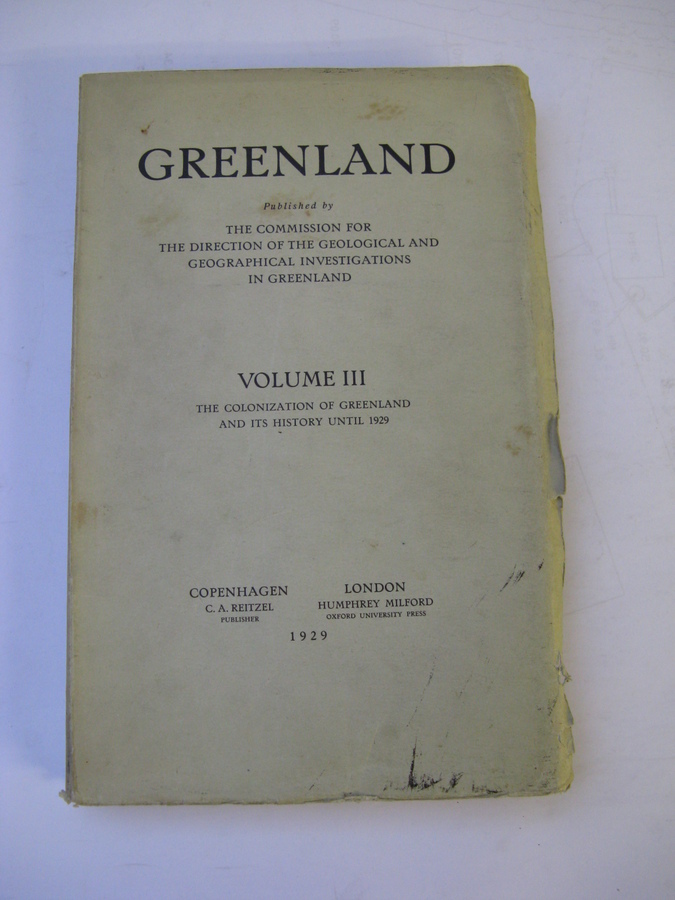 GREENLAND
Published by
THE COMMISSION FOR
THE DIRECTION OF THE GEOLOGICAL AND
GEOGRAPHICAL INVESTIGATIONS
IN GREENLAND
VOLUME III
THE COLONIZATION OF GREENLAND
AND ITS HISTORY UNTIL 1929
COPENHAGEN
C. A. REITZEL
PUBLISHER
LONDON
HUMPHREY MILFORD
OXFORD UNIVERSITY PRESS
1929